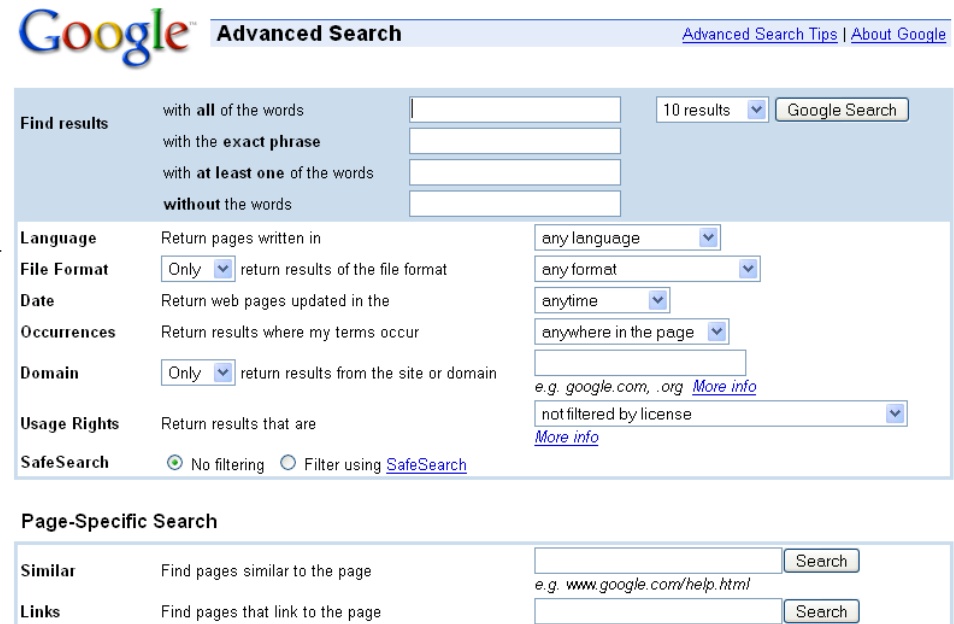 Google™ Advanced Search Advanced Search Tips | About Google
Find results with all of the words 10 results Google Search
with the exact phrase
with at least one of the words
without the words
Language Return pages written in any language
File Format Only return results of the file format any format
Date Return web pages updated in the anytime
Occurrences Return results where my terms occur anywhere in the page
Domain Only return results from the site or domain
e.g. google.com, .org More info
Usage Rights Return results that are not filtered by license
More info
SafeSearch No filtering Filter using SafeSearch
Page-Specific Search
Similar Find pages similar to the page Search
e.g. www.google.com/help.html
Links Find pages that link to the page Search